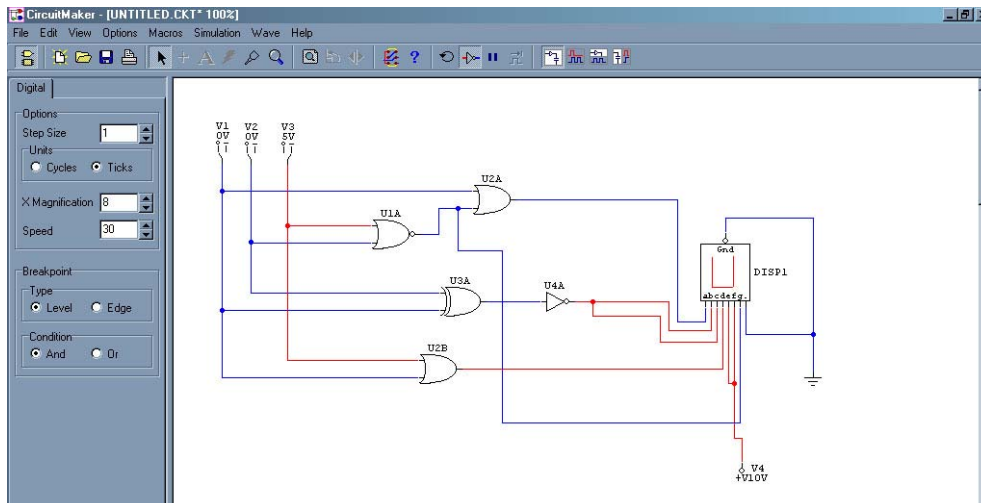 CircuitMaker - [UNTITLED.CKT* 100%]
File Edit View Options Macros Simulation Wave Help
Digital
Options
Step Size 1
Units
Cycles Ticks
X Magnification 8
Speed 30
Breakpoint
Type
Level Edge
Condition
And Or
V1 V2 V3
0V 0V 5V
U2A
U1A
Gnd
DISP1
abcdefg.
U3A
U4A
U2B
V4
+V10V